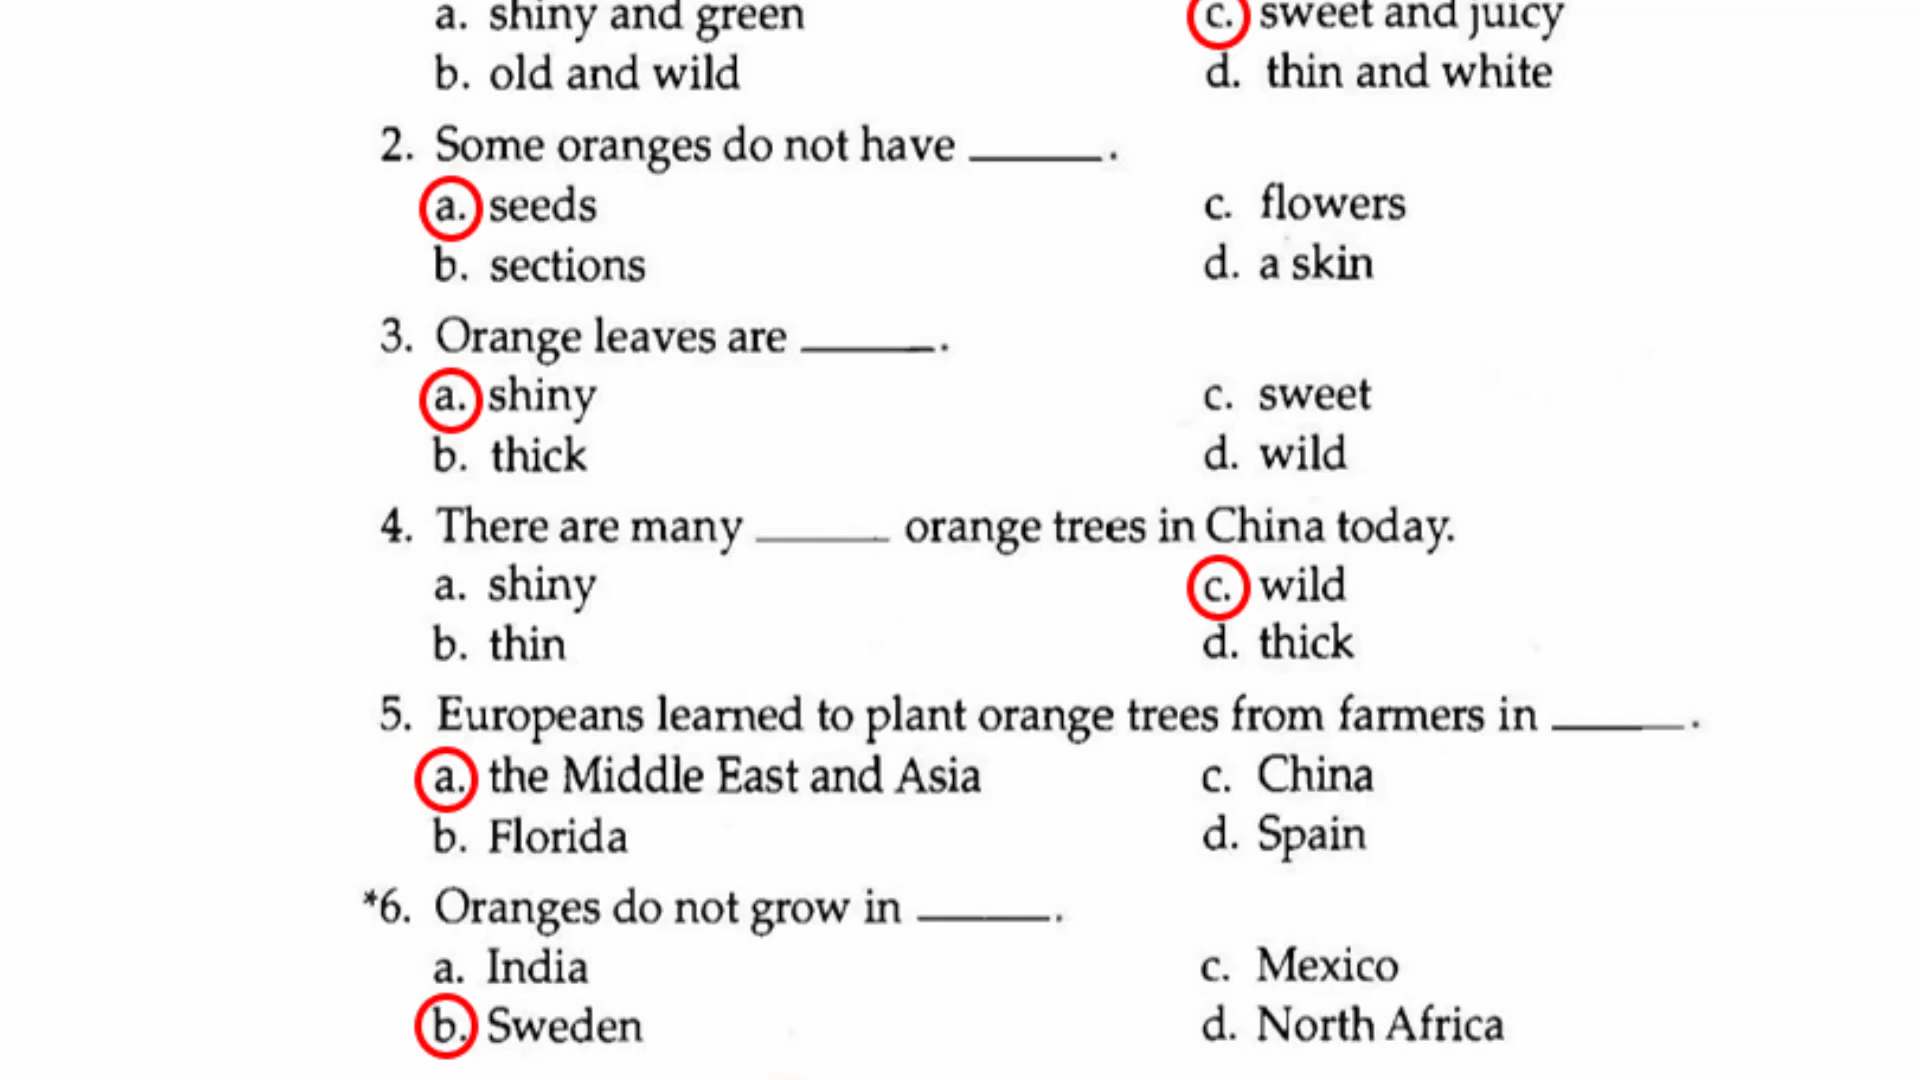 a. shiny and green
c. sweet and juicy
b. old and wild
d. thin and white
2. Some oranges do not have ______.
a. seeds
c. flowers
b. sections
d. a skin
3. Orange leaves are ______.
a. shiny
c. sweet
b. thick
d. wild
4. There are many ______ orange trees in China today.
a. shiny
c. wild
b. thin
d. thick
5. Europeans learned to plant orange trees from farmers in ______.
a. the Middle East and Asia
c. China
b. Florida
d. Spain
*6. Oranges do not grow in ______.
a. India
c. Mexico
b. Sweden
d. North Africa